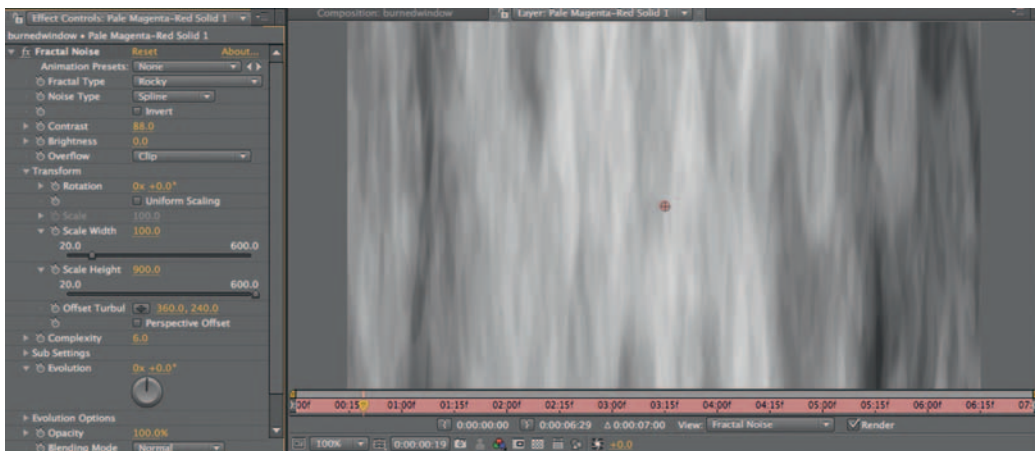 Effect Controls: Pale Magenta-Red Solid 1
burnedwindow • Pale Magenta-Red Solid 1
fx Fractal Noise Reset About...
Animation Presets: None
Fractal Type Rocky
Noise Type Spline
Invert
Contrast 88.0
Brightness 0.0
Overflow Clip
Transform
Rotation 0x +0.0°
Uniform Scaling
Scale 100.0
Scale Width 100.0
20.0 600.0
Scale Height 900.0
20.0 600.0
Offset Turbul 360.0, 240.0
Perspective Offset
Complexity 6.0
Sub Settings
Evolution 0x +0.0°
Evolution Options
Opacity 100.0%
Blending Mode Normal
Composition: burnedwindow Layer: Pale Magenta-Red Solid 1
00f 00:15f 01:00f 01:15f 02:00f 02:15f 03:00f 03:15f 04:00f 04:15f 05:00f 05:15f 06:00f 06:15f 07:
0:00:00:00 0:00:06:29 Δ 0:00:07:00 View: Fractal Noise Render
100% 0:00:00:19 +0.0